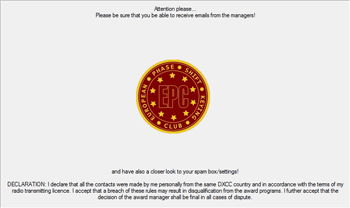 Attention please...
Please be sure that you be able to receive emails from the managers!
EUROPEAN PHASE SHIFT KEYING CLUB
EPC
and have also a closer look to your spam box/settings!
DECLARATION: I declare that all the contacts were made by me personally from the same DXCC country and in accordance with the terms of my
radio transmitting licence. I accept that a breach of these rules may result in disqualification from the award programs. I further accept that the
decision of the award manager shall be final in all cases of dispute.